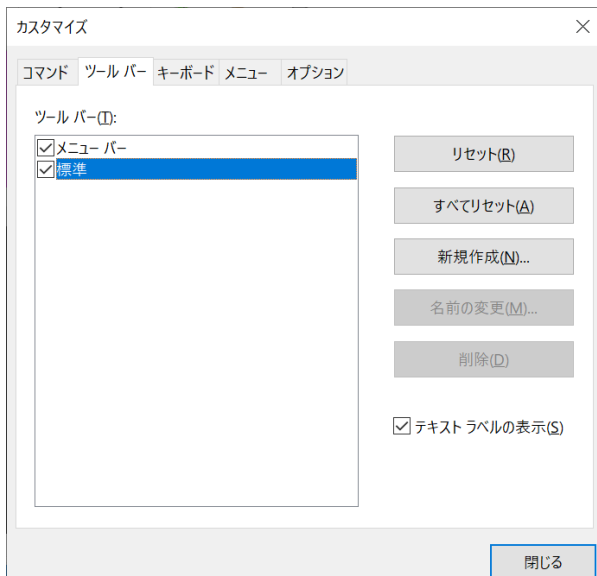 カスタマイズ
コマンド ツール バー キーボード メニュー オプション
ツール バー(T):
メニュー バー
標準
リセット(R)
すべてリセット(A)
新規作成(N)...
名前の変更(M)...
削除(D)
テキスト ラベルの表示(S)
閉じる